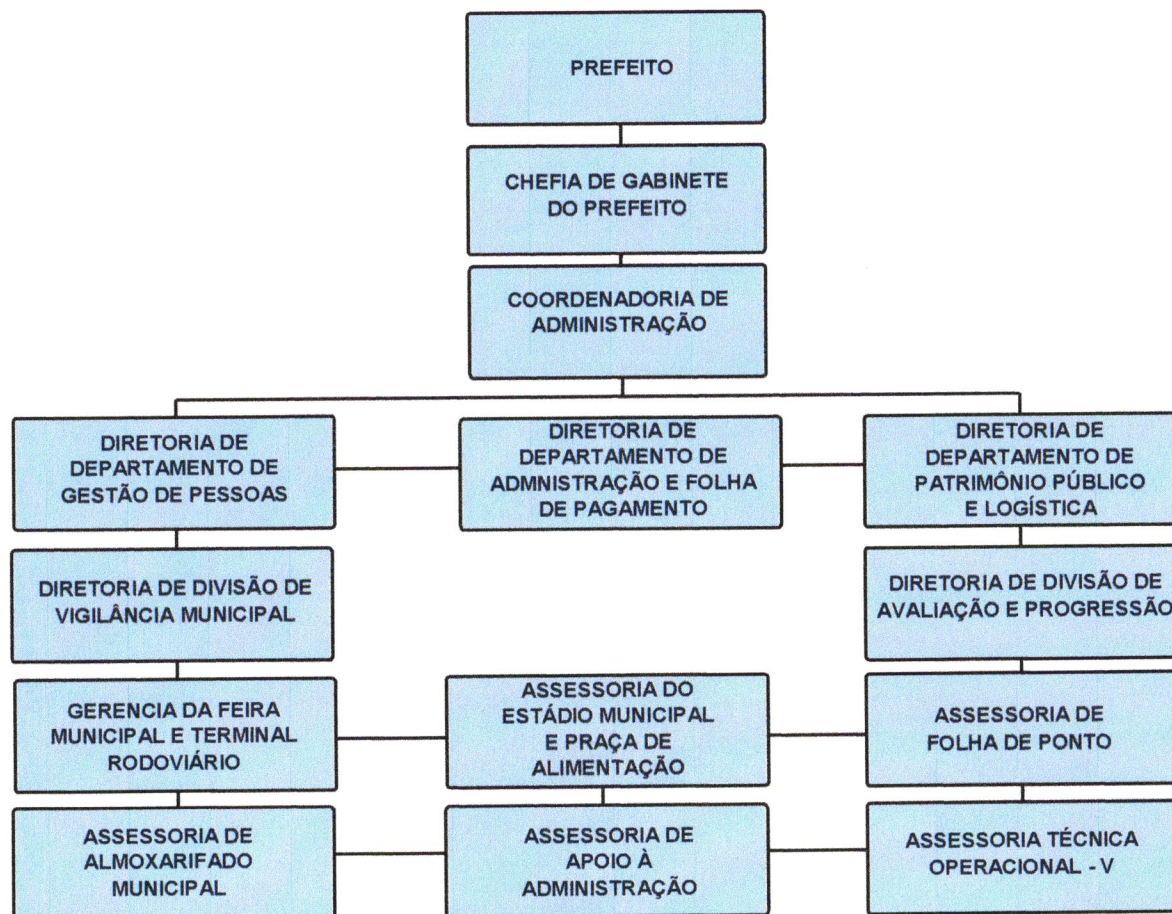 PREFEITO
CHEFIA DE GABINETE
DO PREFEITO
COORDENADORIA DE
ADMINISTRAÇÃO
DIRETORIA DE
DEPARTAMENTO DE
GESTÃO DE PESSOAS
DIRETORIA DE
DEPARTAMENTO DE
ADMNISTRAÇÃO E FOLHA
DE PAGAMENTO
DIRETORIA DE
DEPARTAMENTO DE
PATRIMÔNIO PÚBLICO
E LOGÍSTICA
DIRETORIA DE DIVISÃO DE
VIGILÂNCIA MUNICIPAL
DIRETORIA DE DIVISÃO DE
AVALIAÇÃO E PROGRESSÃO
GERENCIA DA FEIRA
MUNICIPAL E TERMINAL
RODOVIÁRIO
ASSESSORIA DO
ESTÁDIO MUNICIPAL
E PRAÇA DE
ALIMENTAÇÃO
ASSESSORIA DE
FOLHA DE PONTO
ASSESSORIA DE
ALMOXARIFADO
MUNICIPAL
ASSESSORIA DE
APOIO À
ADMINISTRAÇÃO
ASSESSORIA TÉCNICA
OPERACIONAL - V